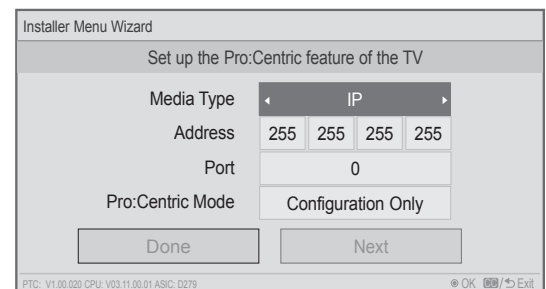 Installer Menu Wizard
Set up the Pro:Centric feature of the TV
Media Type IP
Address 255 255 255 255
Port 0
Pro:Centric Mode Configuration Only
Done Next
PTC: V1.00.020 CPU: V03.11.00.01 ASIC: D279 OK CC/ Exit